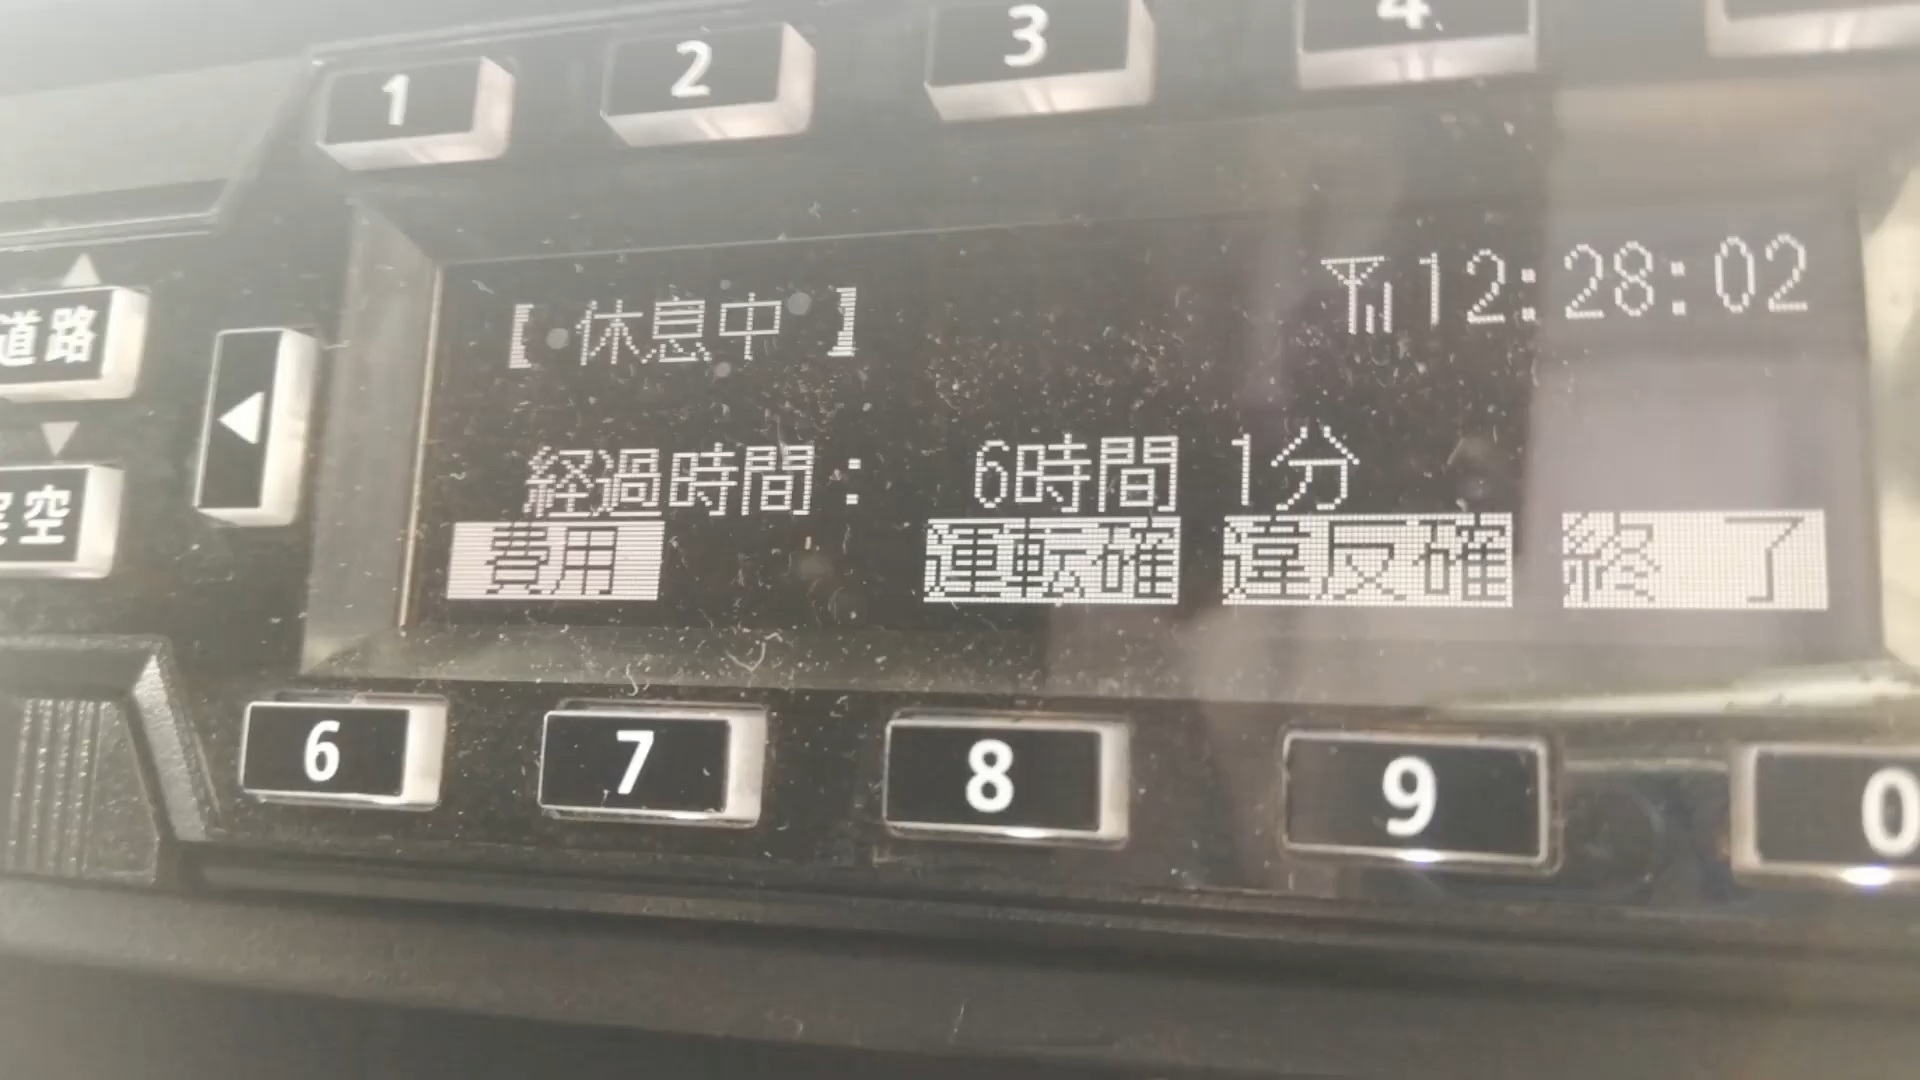 1 2 3 4
12:28:02
【 休息中 】
道路
経過時間: 6時間 1分
実空
費用 運転確 違反確 終 了
6 7 8 9 0